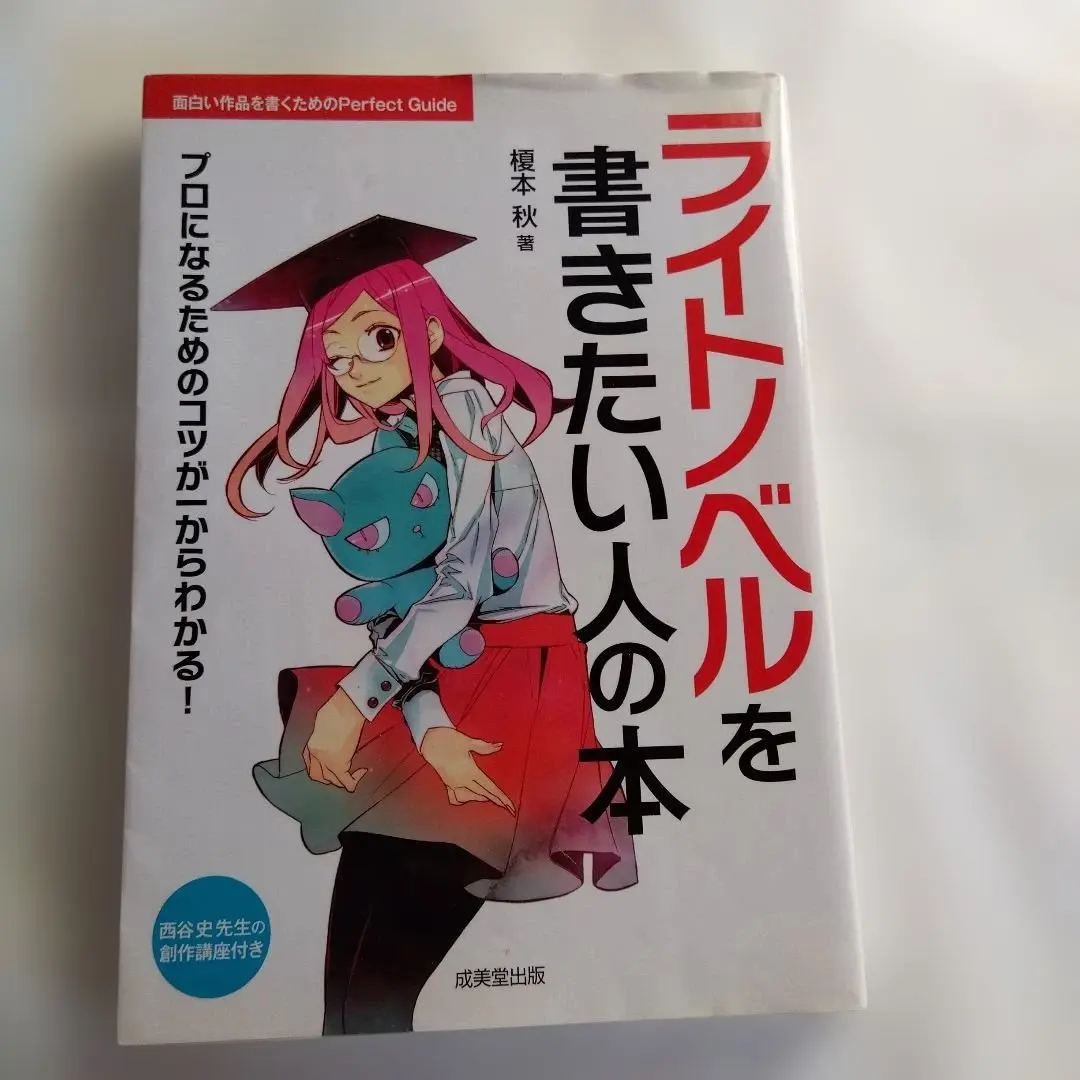 面白い作品を書くためのPerfect Guide
ライトノベルを
書きたい人の本
榎本 秋 著
プロになるためのコツが一からわかる!
西谷史先生の
創作講座付き
成美堂出版